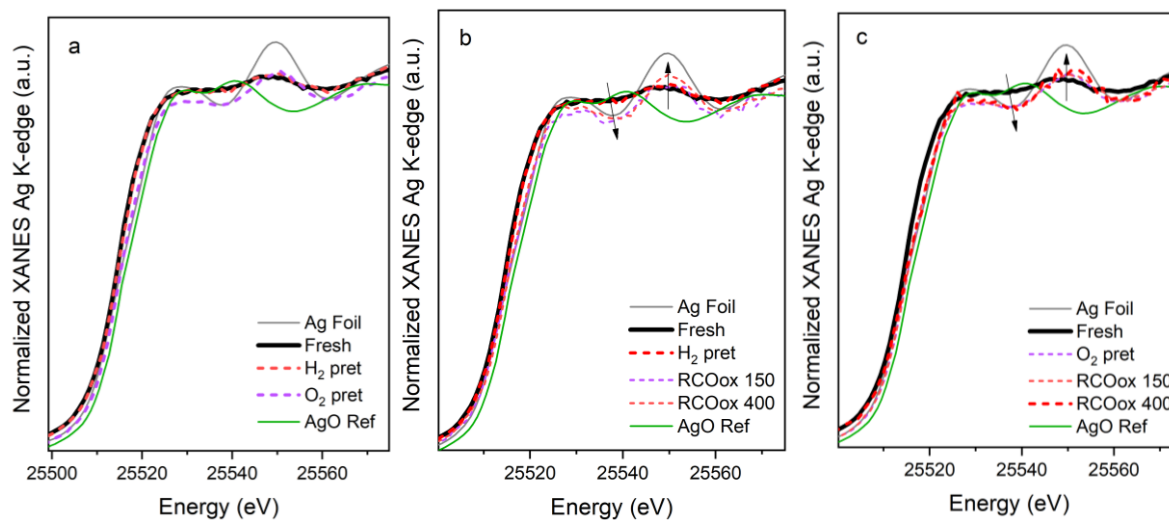 a
Normalized XANES Ag K-edge (a.u.)
Ag Foil
Fresh
H₂ pret
O₂ pret
AgO Ref
25500 25520 25540 25560
Energy (eV)
b
Normalized XANES Ag K-edge (a.u.)
Ag Foil
Fresh
H₂ pret
RCOox 150
RCOox 400
AgO Ref
25520 25540 25560
Energy (eV)
c
Normalized XANES Ag K-edge (a.u.)
Ag Foil
Fresh
O₂ pret
RCOox 150
RCOox 400
AgO Ref
25520 25540 25560
Energy (eV)